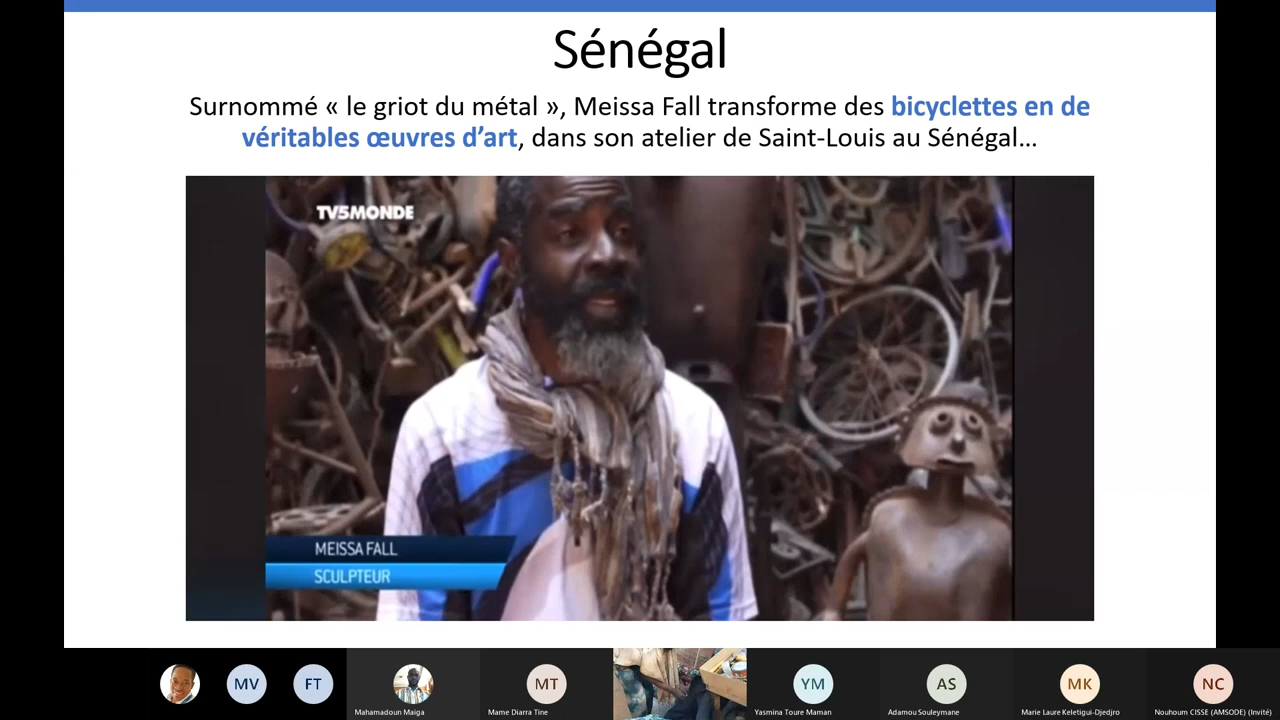 Sénégal
Surnommé « le griot du métal », Meissa Fall transforme des bicyclettes en de
véritables œuvres d’art, dans son atelier de Saint-Louis au Sénégal…
TV5MONDE
MEISSA FALL
SCULPTEUR
MV
FT
Mahamadoun Maiga
MT
Mame Diarra Tine
YM
Yasmina Toure Maman
AS
Adamou Souleymane
MK
Marie Laure Keletigui-Djedjro
NC
Nouhoum CISSE (AMSODE) (Invité)